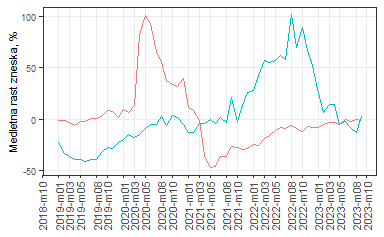 Medletna rast zneska, %
100
50
0
-50
2018-m10
2019-m01
2019-m03
2019-m05
2019-m08
2019-m10
2020-m01
2020-m03
2020-m05
2020-m08
2020-m10
2021-m01
2021-m03
2021-m05
2021-m08
2021-m10
2022-m01
2022-m03
2022-m05
2022-m08
2022-m10
2023-m01
2023-m03
2023-m05
2023-m08
2023-m10